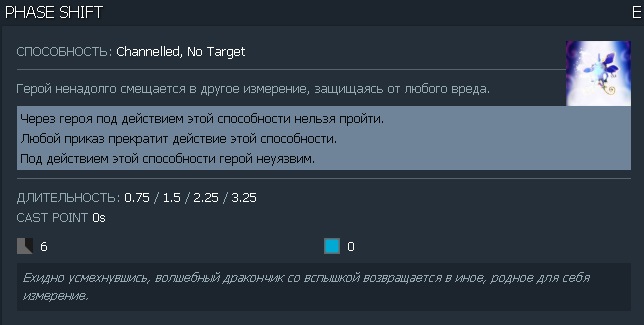 PHASE SHIFT E
СПОСОБНОСТЬ: Channelled, No Target
Герой ненадолго смещается в другое измерение, защищаясь от любого вреда.
Через героя под действием этой способности нельзя пройти.
Любой приказ прекратит действие этой способности.
Под действием этой способности герой неуязвим.
ДЛИТЕЛЬНОСТЬ: 0.75 / 1.5 / 2.25 / 3.25
CAST POINT 0s
6 0
Ехидно усмехнувшись, волшебный дракончик со вспышкой возвращается в иное, родное для себя
измерение.